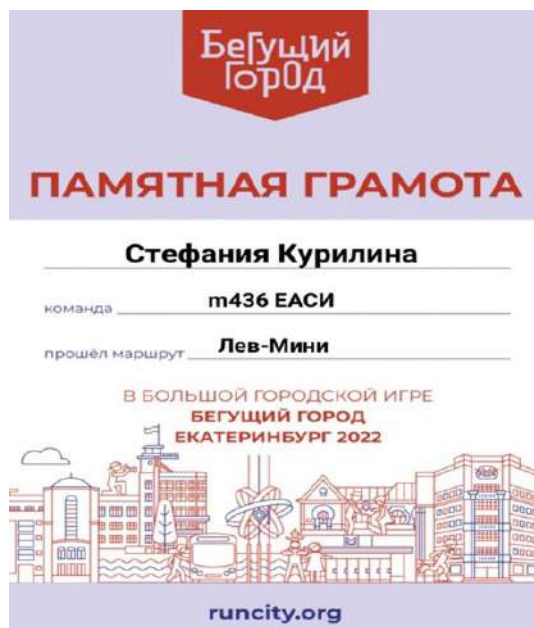 Бегущий
Город
ПАМЯТНАЯ ГРАМОТА
Стефания Курилина
команда m436 ЕАСИ
прошёл маршрут Лев-Мини
В БОЛЬШОЙ ГОРОДСКОЙ ИГРЕ
БЕГУЩИЙ ГОРОД
ЕКАТЕРИНБУРГ 2022
runcity.org